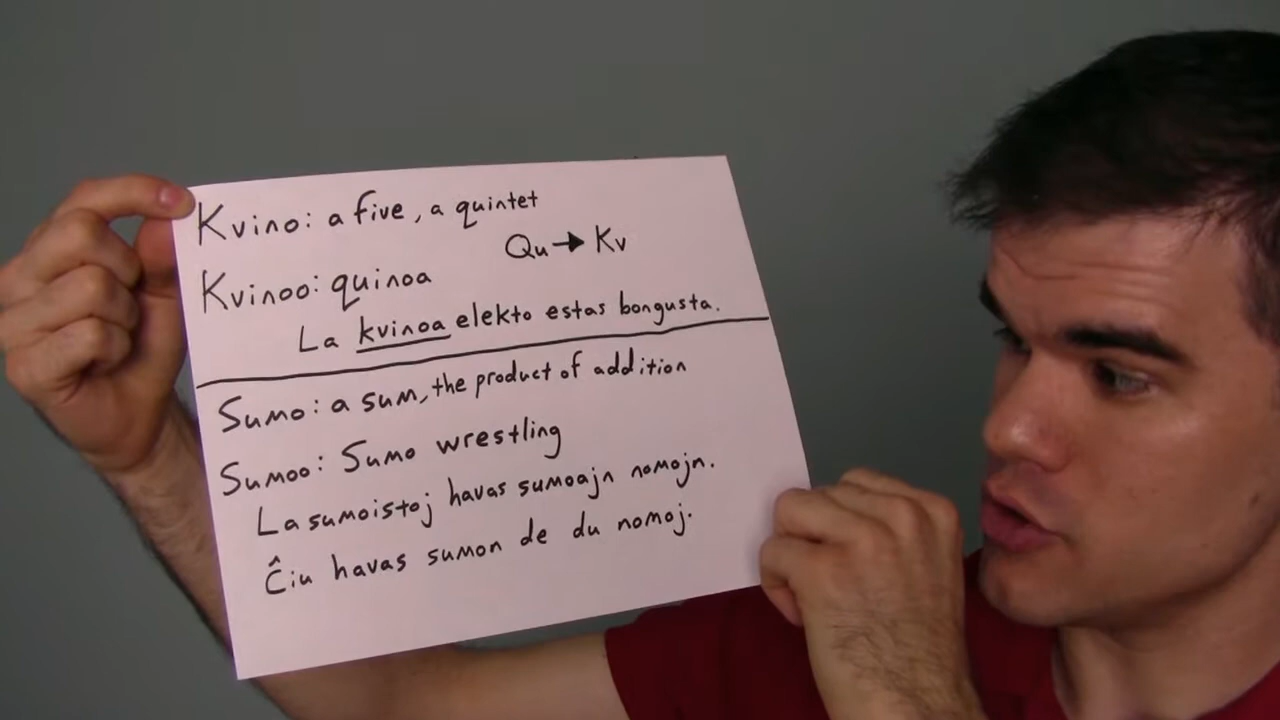 Kvino: a five, a quintet
Qu → Kv
Kvinoo: quinoa
La kvinoa elekto estas bongusta.
Sumo: a sum, the product of addition
Sumoo: Sumo wrestling
La sumoistoj havas sumoajn nomojn.
Ĉiu havas sumon de du nomoj.